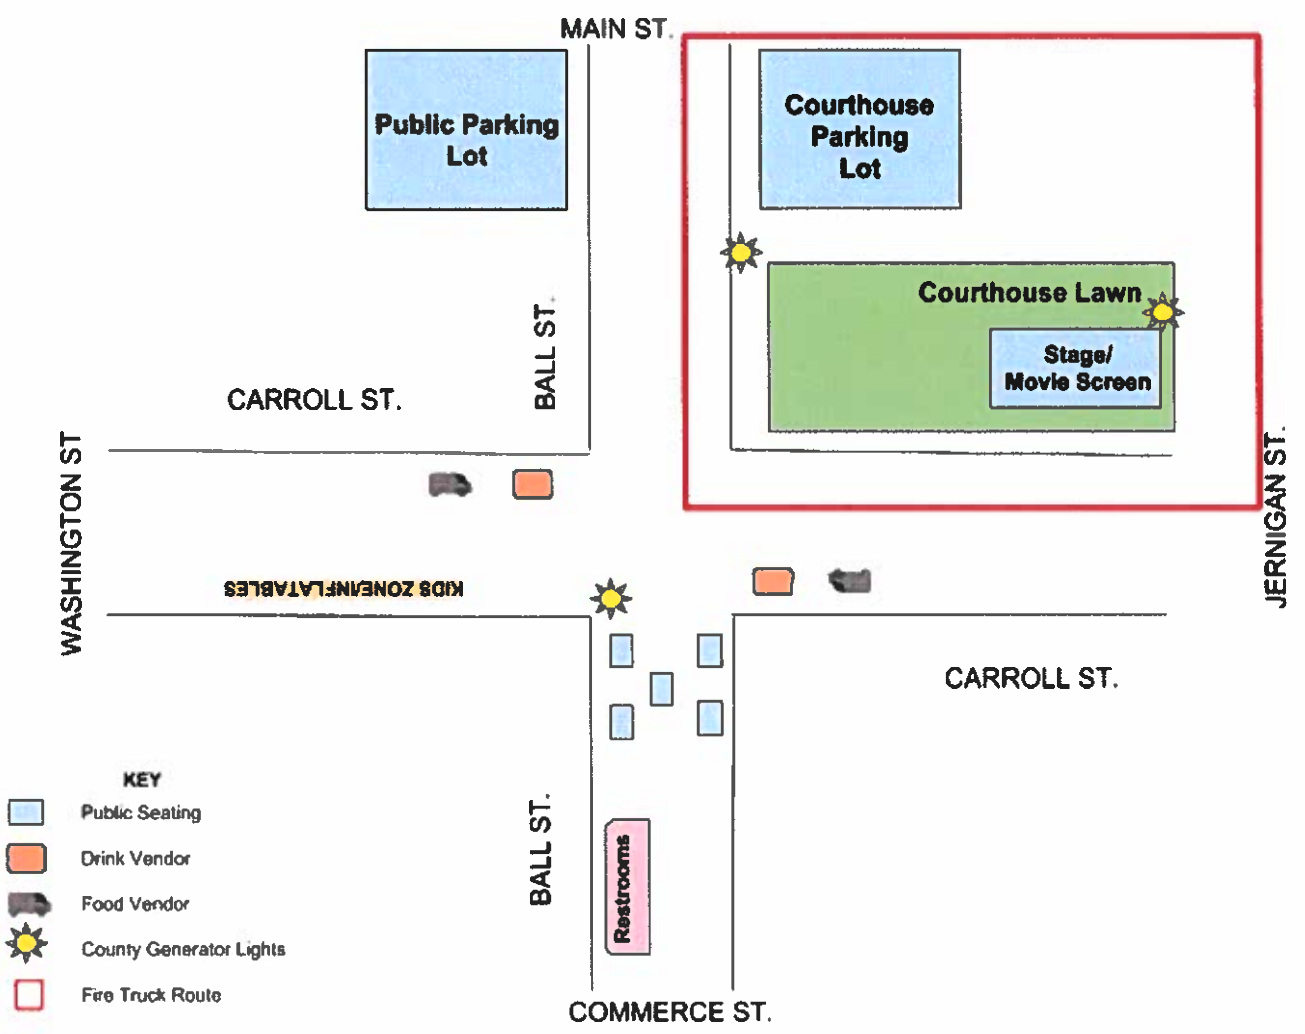 MAIN ST.
Public Parking
Lot
Courthouse
Parking
Lot
Courthouse Lawn
Stage/
Movie Screen
BALL ST.
CARROLL ST.
WASHINGTON ST
JERNIGAN ST.
KIDS ZONE/INFLATABLES
CARROLL ST.
KEY
Public Seating
Drink Vendor
Food Vendor
County Generator Lights
Fire Truck Route
BALL ST.
Restrooms
COMMERCE ST.